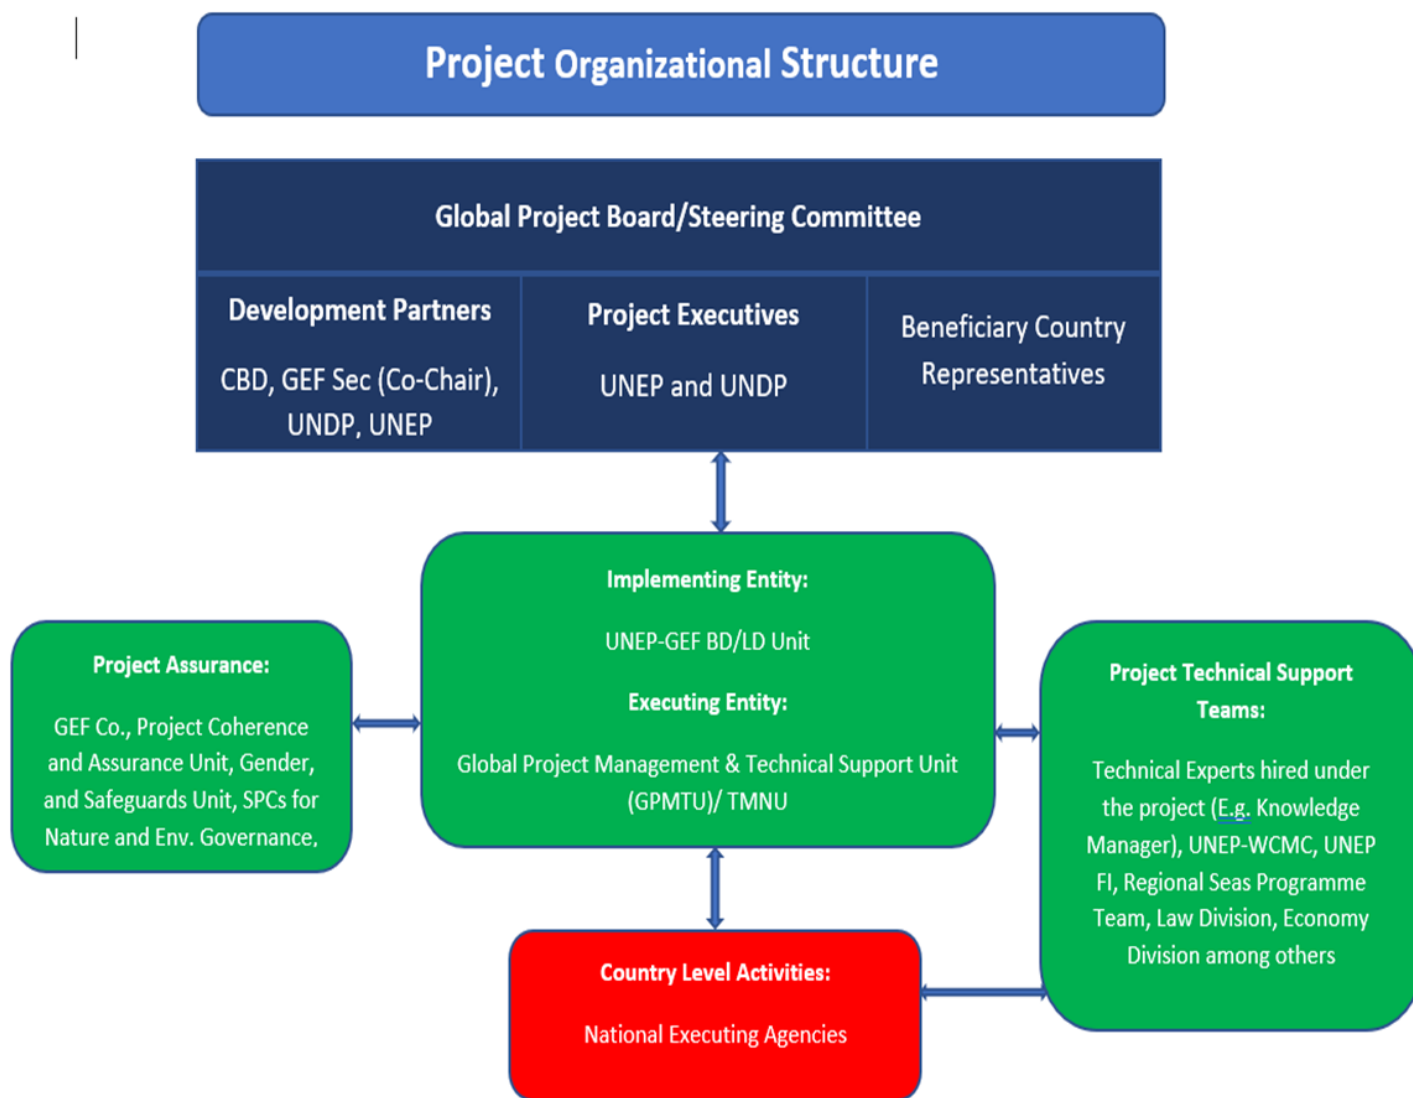 Project Organizational Structure
Global Project Board/Steering Committee
Development Partners
CBD, GEF Sec (Co-Chair),
UNDP, UNEP
Project Executives
UNEP and UNDP
Beneficiary Country
Representatives
Implementing Entity:
UNEP-GEF BD/LD Unit
Executing Entity:
Global Project Management & Technical Support Unit
(GPMTU)/ TMNU
Project Assurance:
GEF Co., Project Coherence
and Assurance Unit, Gender,
and Safeguards Unit, SPCs for
Nature and Env. Governance.
Project Technical Support
Teams:
Technical Experts hired under
the project (E.g. Knowledge
Manager), UNEP-WCMC, UNEP
FI, Regional Seas Programme
Team, Law Division, Economy
Division among others
Country Level Activities:
National Executing Agencies